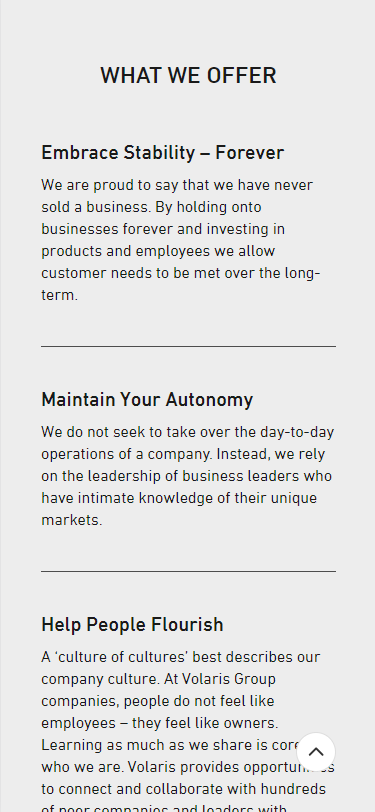 WHAT WE OFFER
Embrace Stability – Forever
We are proud to say that we have never
sold a business. By holding onto
businesses forever and investing in
products and employees we allow
customer needs to be met over the long-
term.
Maintain Your Autonomy
We do not seek to take over the day-to-day
operations of a company. Instead, we rely
on the leadership of business leaders who
have intimate knowledge of their unique
markets.
Help People Flourish
A ‘culture of cultures’ best describes our
company culture. At Volaris Group
companies, people do not feel like
employees – they feel like owners.
Learning as much as we share is core
who we are. Volaris provides
to connect and collaborate with hundreds
of peer companies and leaders with